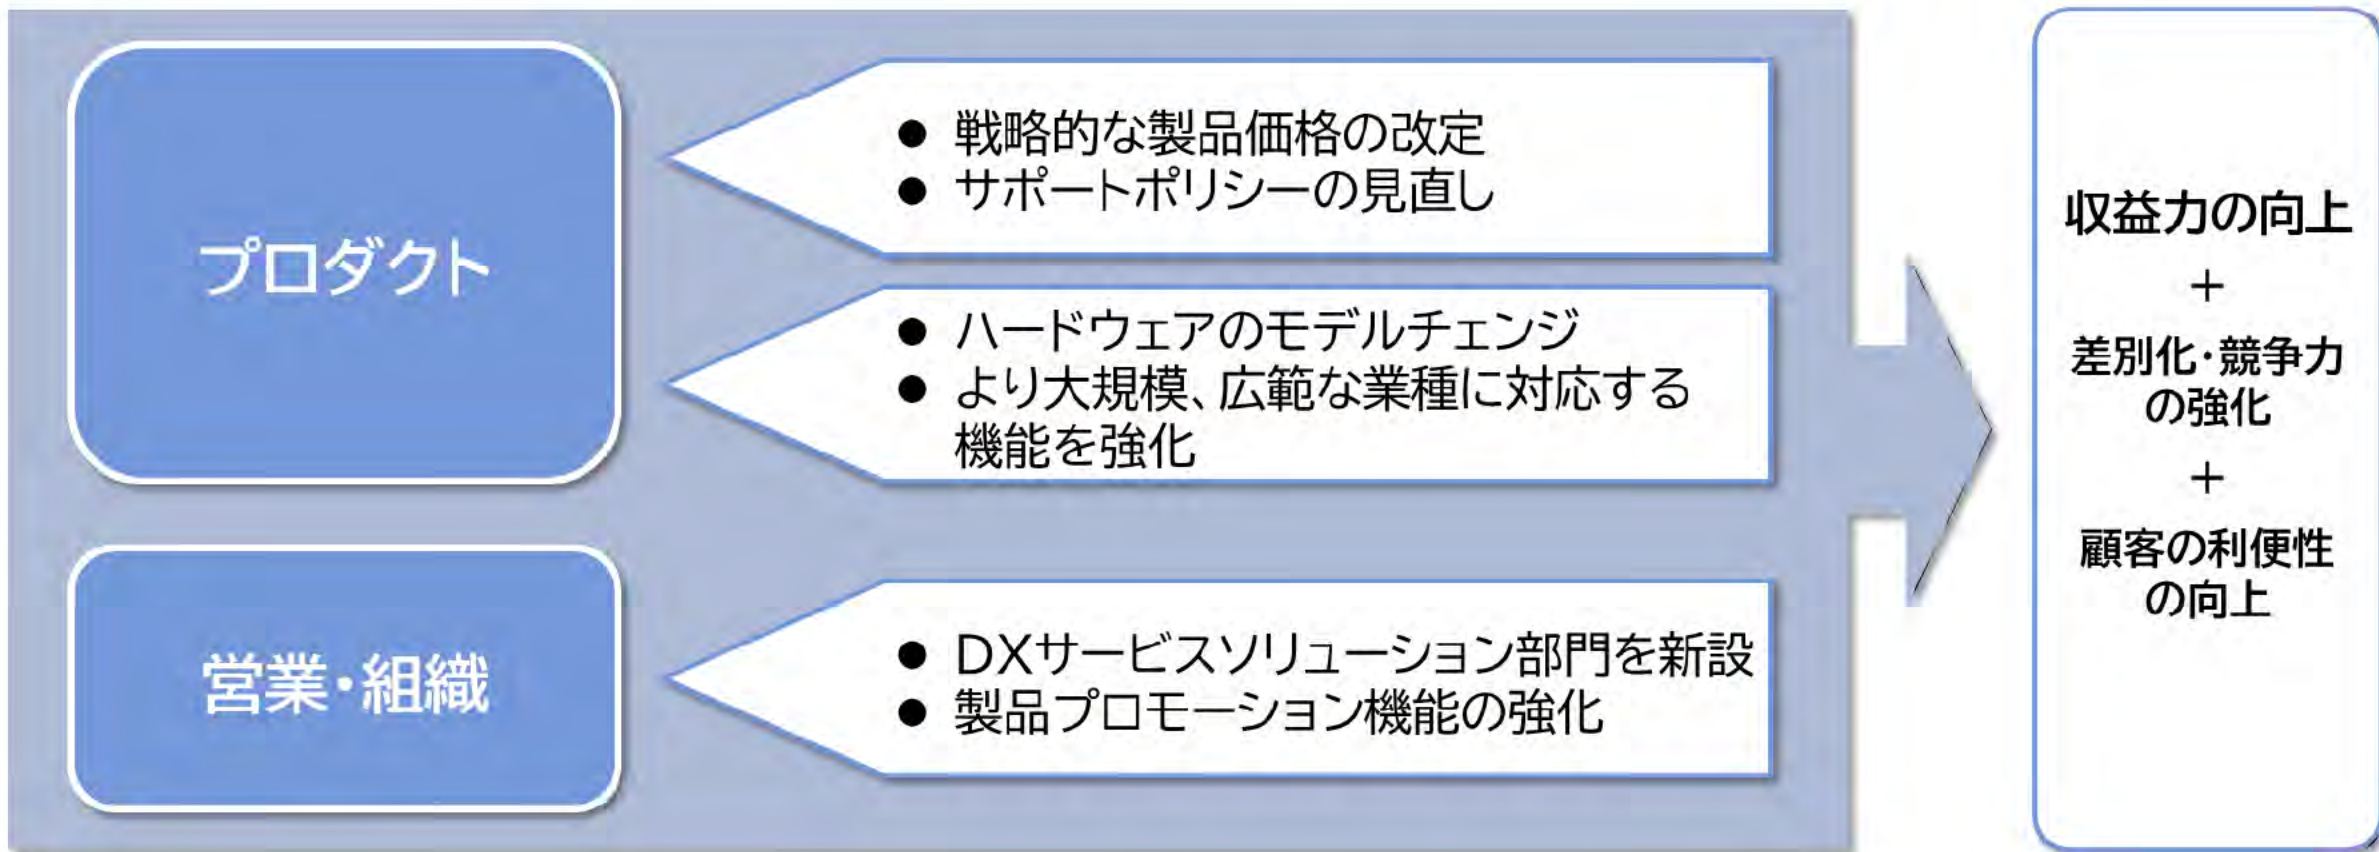 プロダクト
● 戦略的な製品価格の改定
● サポートポリシーの見直し
● ハードウェアのモデルチェンジ
● より大規模、広範な業種に対応する
機能を強化
営業・組織
● DXサービスソリューション部門を新設
● 製品プロモーション機能の強化
収益力の向上
＋
差別化・競争力
の強化
＋
顧客の利便性
の向上